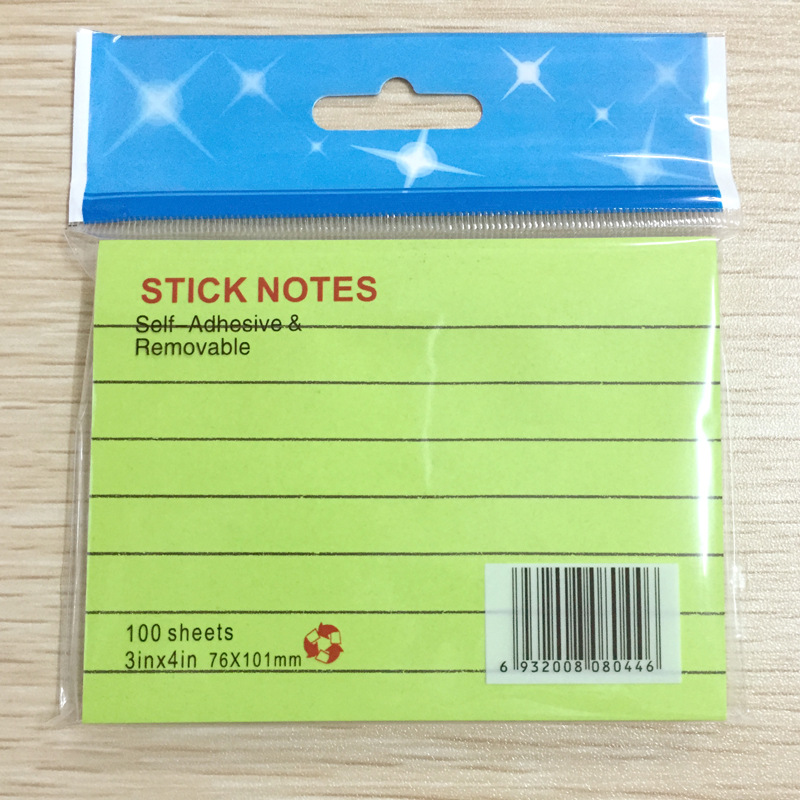 STICK NOTES
Self-Adhesive &
Removable
100 sheets
3inx4in 76X101mm
6 932008 080446